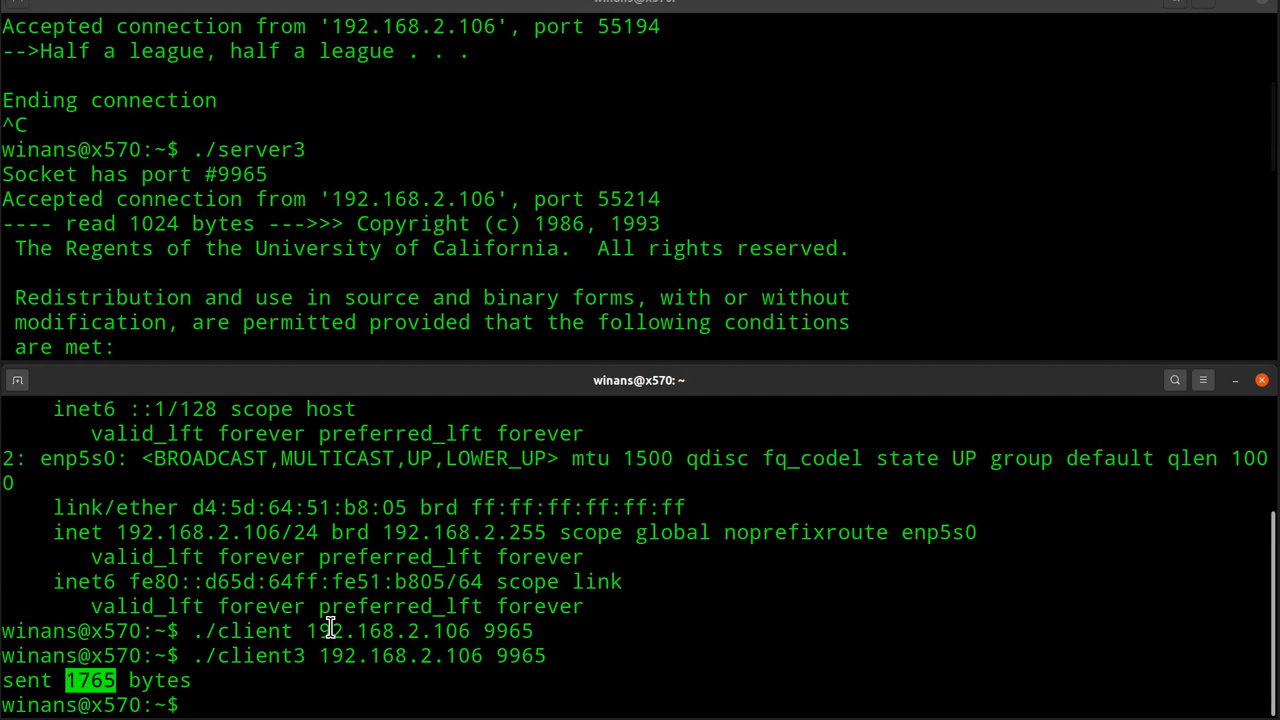 Accepted connection from '192.168.2.106', port 55194
-->Half a league, half a league . . .
Ending connection
^C
winans@x570:~$ ./server3
Socket has port #9965
Accepted connection from '192.168.2.106', port 55214
---- read 1024 bytes --->>> Copyright (c) 1986, 1993
The Regents of the University of California.  All rights reserved.
Redistribution and use in source and binary forms, with or without
modification, are permitted provided that the following conditions
are met:
winans@x570: ~
inet6 ::1/128 scope host
valid_lft forever preferred_lft forever
2: enp5s0: <BROADCAST,MULTICAST,UP,LOWER_UP> mtu 1500 qdisc fq_codel state UP group default qlen 100
0
link/ether d4:5d:64:51:b8:05 brd ff:ff:ff:ff:ff:ff
inet 192.168.2.106/24 brd 192.168.2.255 scope global noprefixroute enp5s0
valid_lft forever preferred_lft forever
inet6 fe80::d65d:64ff:fe51:b805/64 scope link
valid_lft forever preferred_lft forever
winans@x570:~$ ./client 192.168.2.106 9965
winans@x570:~$ ./client3 192.168.2.106 9965
sent 1765 bytes
winans@x570:~$